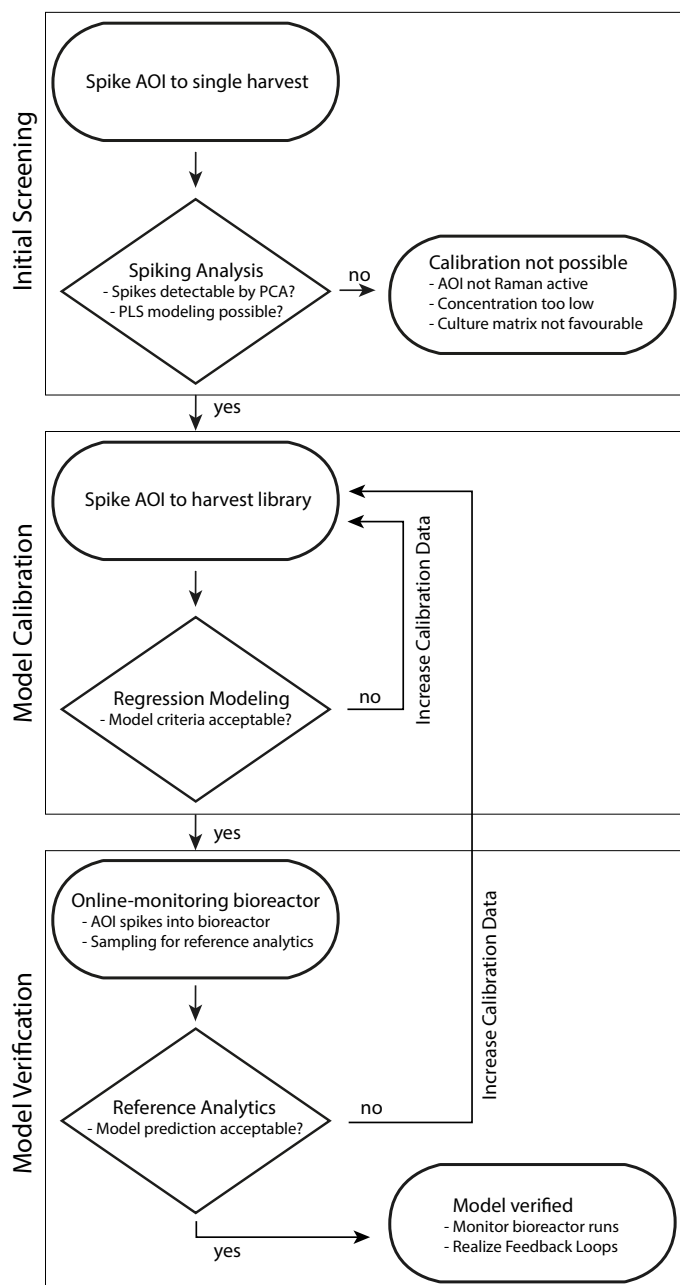 Initial Screening
Spike AOI to single harvest
Spiking Analysis
- Spikes detectable by PCA?
- PLS modeling possible?
no
Calibration not possible
- AOI not Raman active
- Concentration too low
- Culture matrix not favourable
yes
Model Calibration
Spike AOI to harvest library
Regression Modeling
- Model criteria acceptable?
no
Increase Calibration Data
yes
Model Verification
Online-monitoring bioreactor
- AOI spikes into bioreactor
- Sampling for reference analytics
Increase Calibration Data
Reference Analytics
- Model prediction acceptable?
no
yes
Model verified
- Monitor bioreactor runs
- Realize Feedback Loops